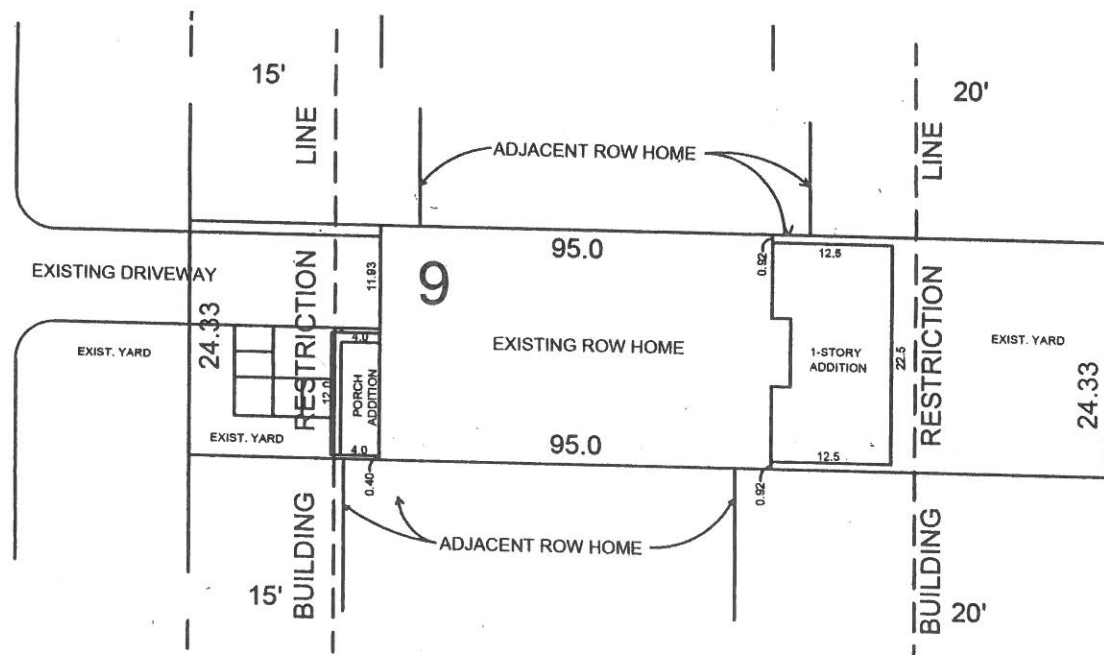 15'
20'
LINE
LINE
ADJACENT ROW HOME
95.0
12.5
0.92
EXISTING DRIVEWAY
11.93
9
RESTRICTION
RESTRICTION
24.33
EXIST. YARD
4.0
EXISTING ROW HOME
1-STORY
ADDITION
22.5
EXIST. YARD
24.33
12.0
PORCH
ADDITION
EXIST. YARD
4.0
95.0
12.5
0.40
0.92
BUILDING
ADJACENT ROW HOME
BUILDING
15'
20'